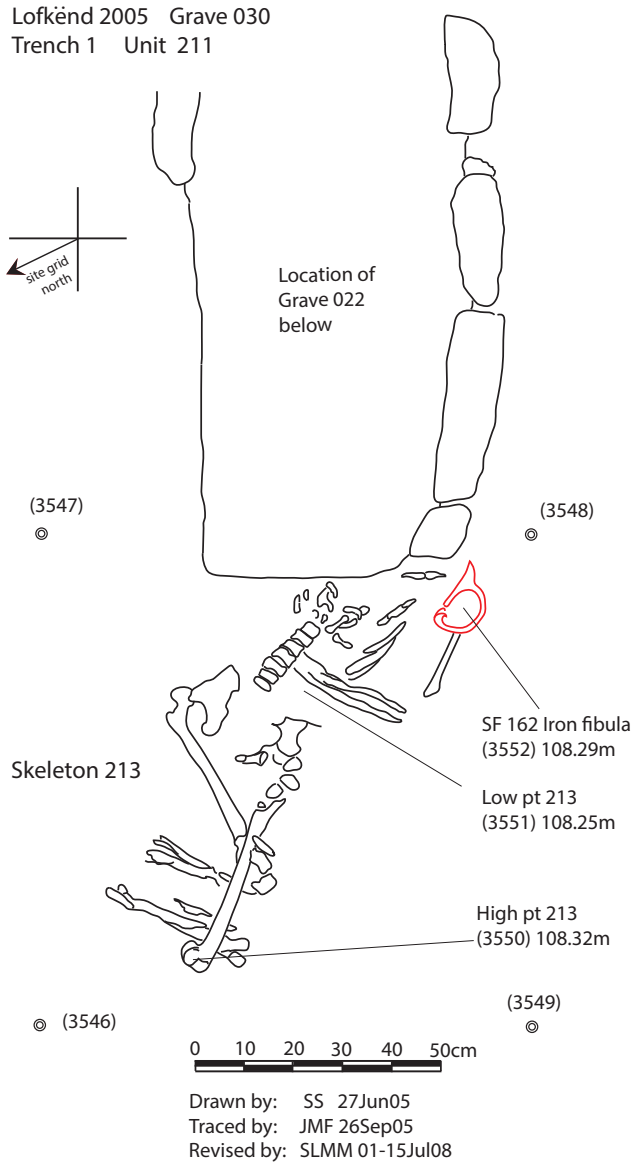 Lofkënd 2005 Grave 030
Trench 1 Unit 211
site grid
north
Location of
Grave 022
below
(3547)
(3548)
SF 162 Iron fibula
(3552) 108.29m
Skeleton 213
Low pt 213
(3551) 108.25m
High pt 213
(3550) 108.32m
(3546)
(3549)
0 10 20 30 40 50cm
Drawn by: SS 27Jun05
Traced by: JMF 26Sep05
Revised by: SLMM 01-15Jul08